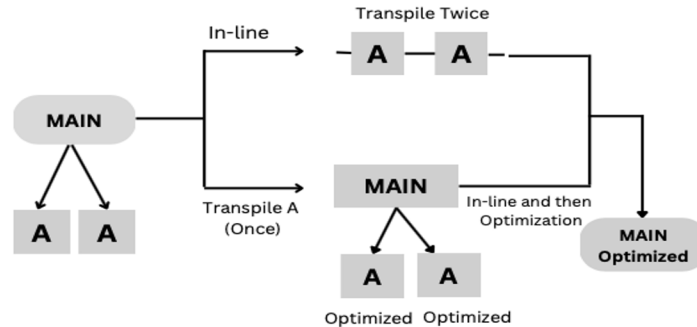 Transpile Twice
In-line
A
A
MAIN
A
A
Transpile A
(Once)
MAIN
In-line and then
Optimization
A
A
Optimized
Optimized
MAIN
Optimized